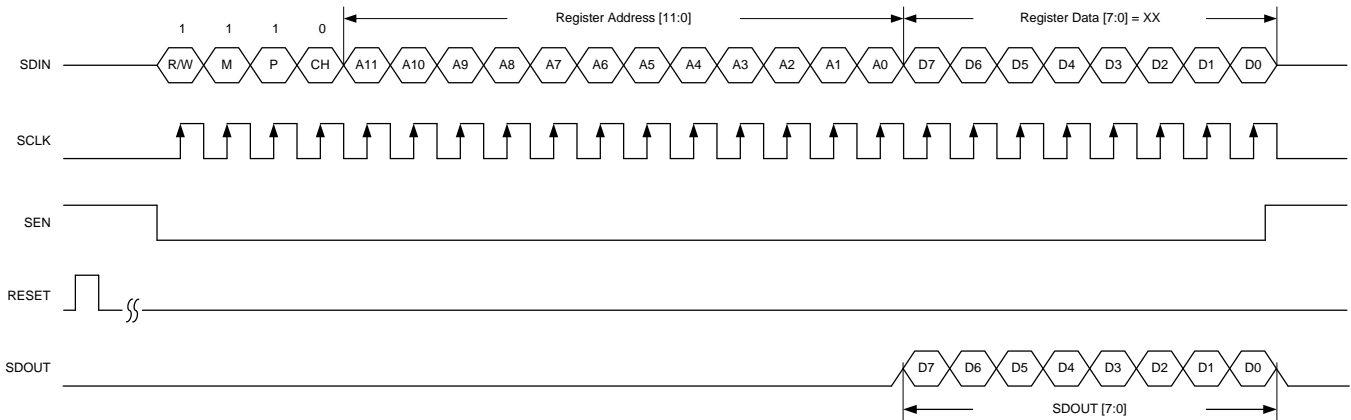 Register Address [11:0] Register Data [7:0] = XX
1 1 1 0
SDIN R/W M P CH A11 A10 A9 A8 A7 A6 A5 A4 A3 A2 A1 A0 D7 D6 D5 D4 D3 D2 D1 D0
SCLK
SEN
RESET
SDOUT D7 D6 D5 D4 D3 D2 D1 D0
SDOUT [7:0]